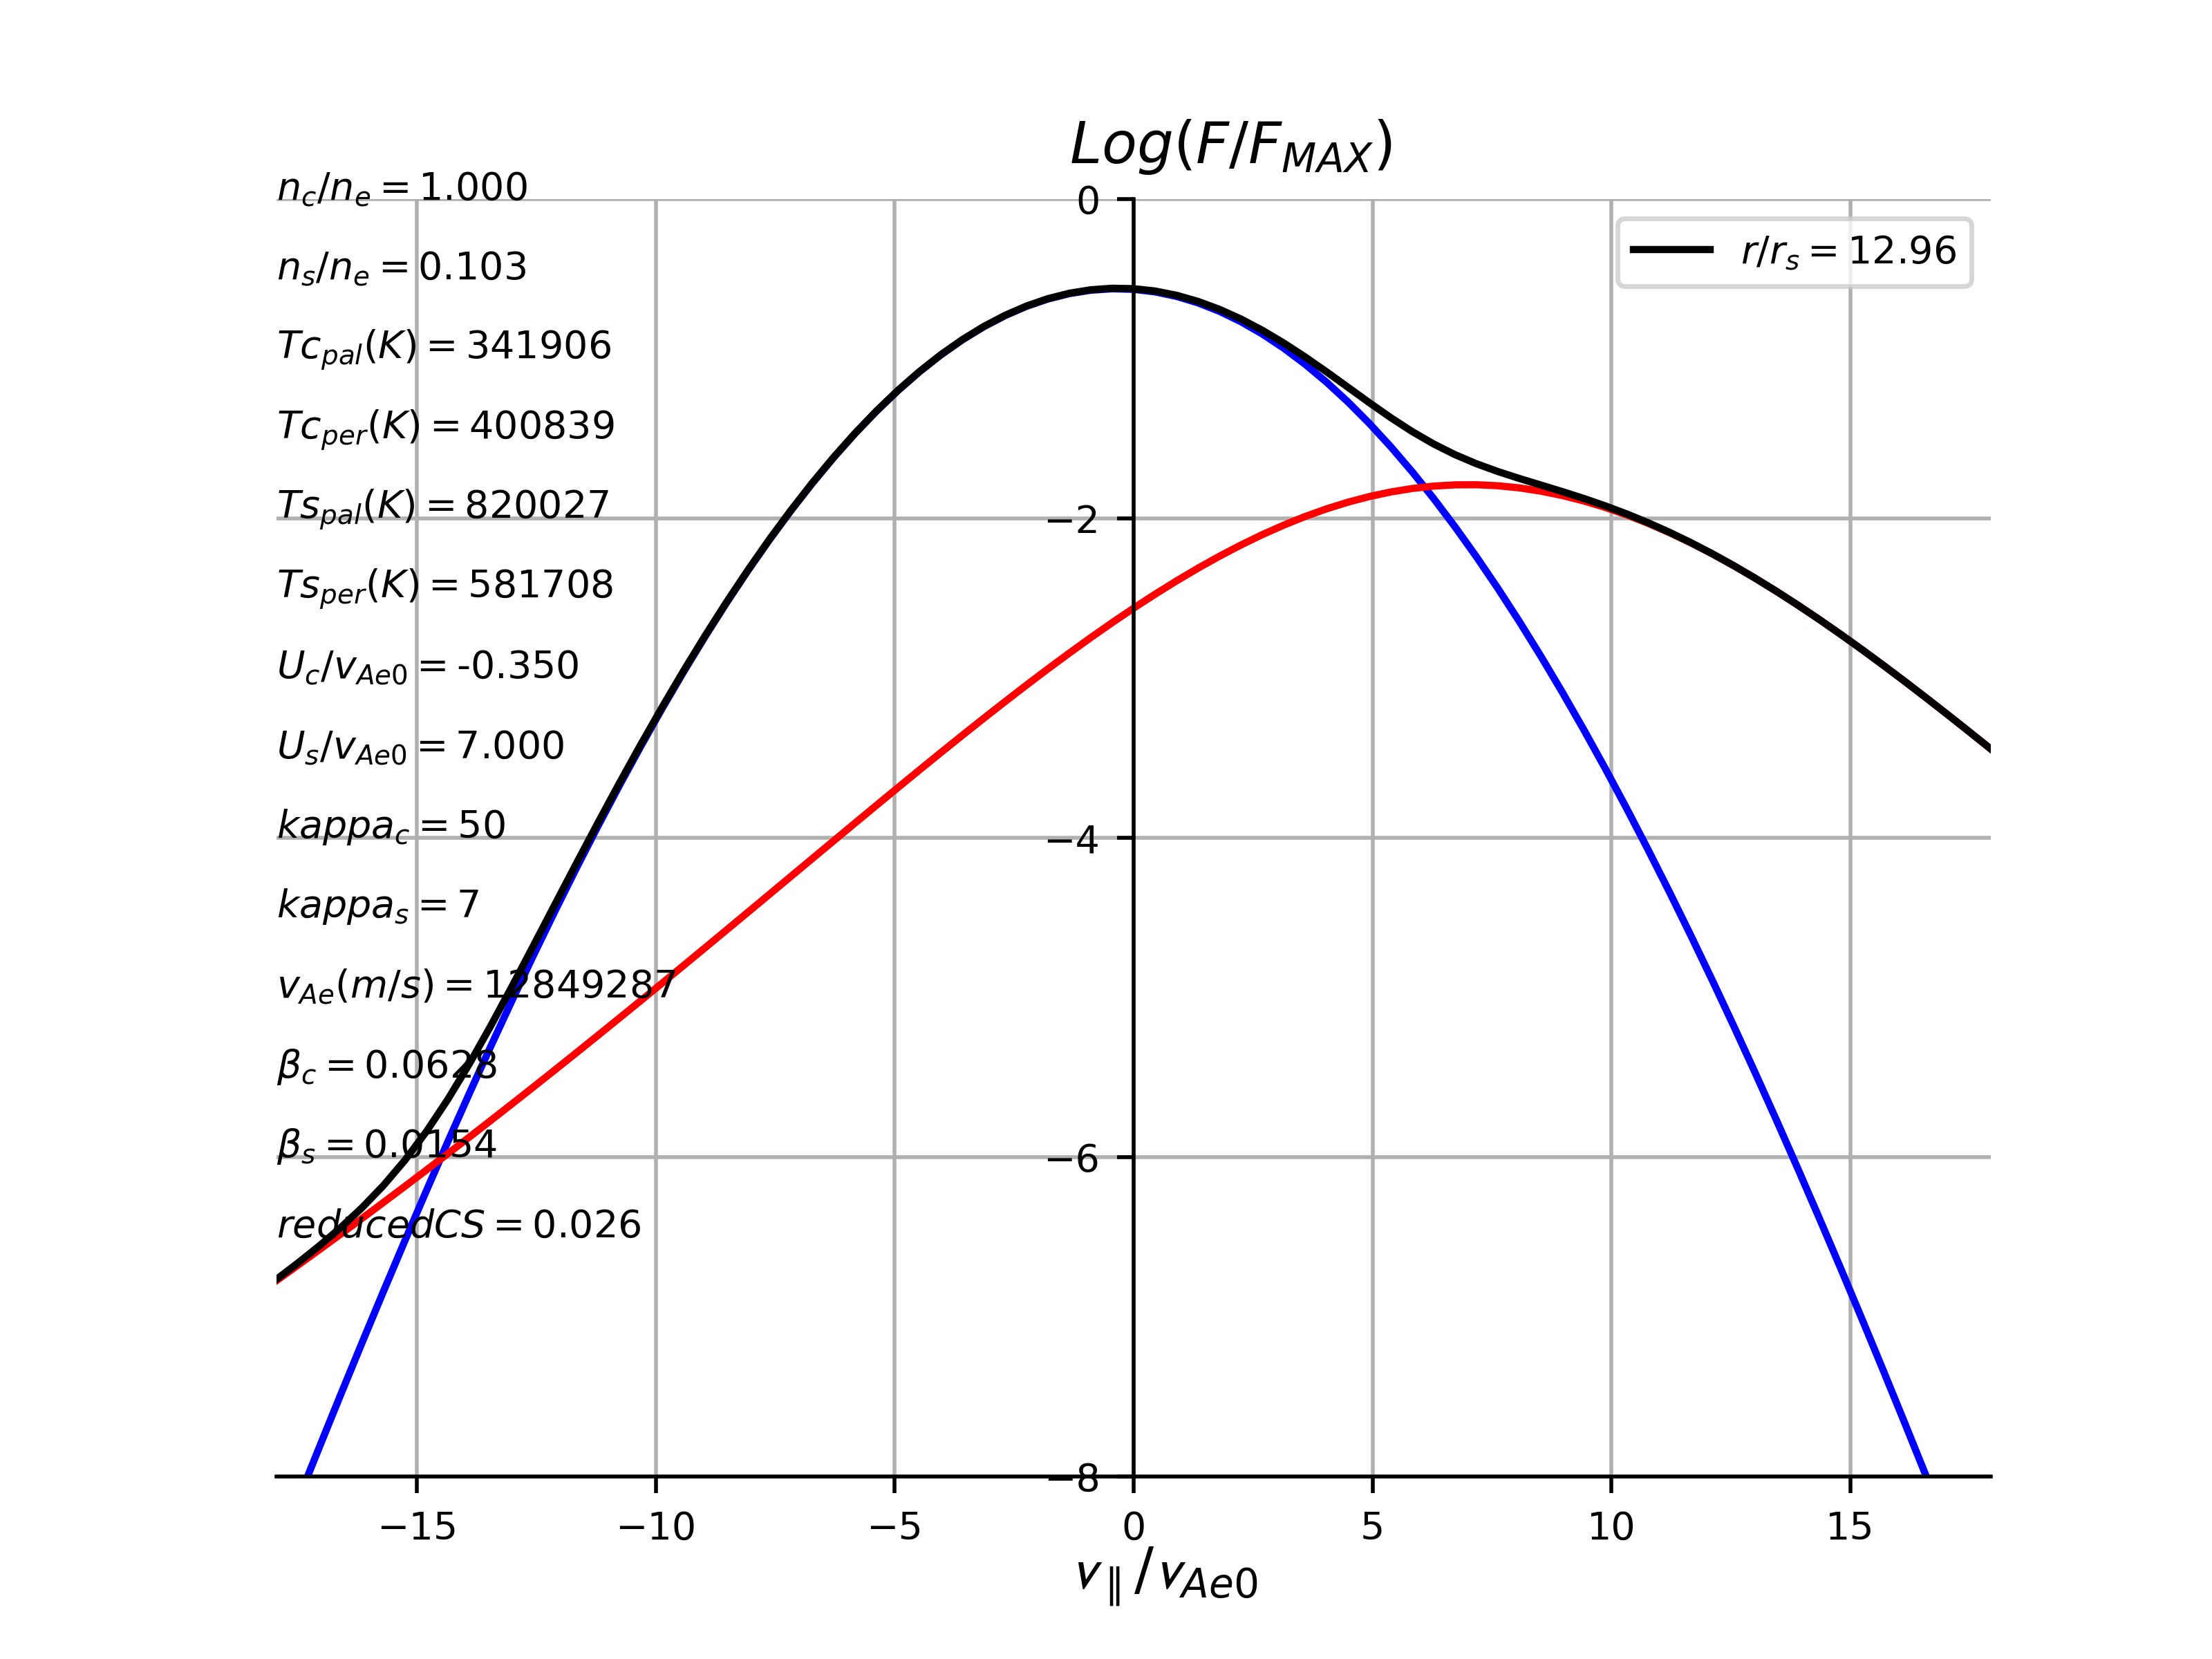 Log(F/F_MAX)
n_c/n_e = 1.000
0
r/r_s = 12.96
n_s/n_e = 0.103
Tc_pal(K) = 341906
Tc_per(K) = 400839
Ts_pal(K) = 820027
−2
Ts_per(K) = 581708
U_c/v_Ae0 = -0.350
U_s/v_Ae0 = 7.000
kappa_c = 50
−4
kappa_s = 7
v_Ae(m/s) = 12849287
β_c = 0.0628
β_s = 0.0154
−6
reducedCS = 0.026
−8
−15 −10 −5 0 5 10 15
v_∥/v_Ae0